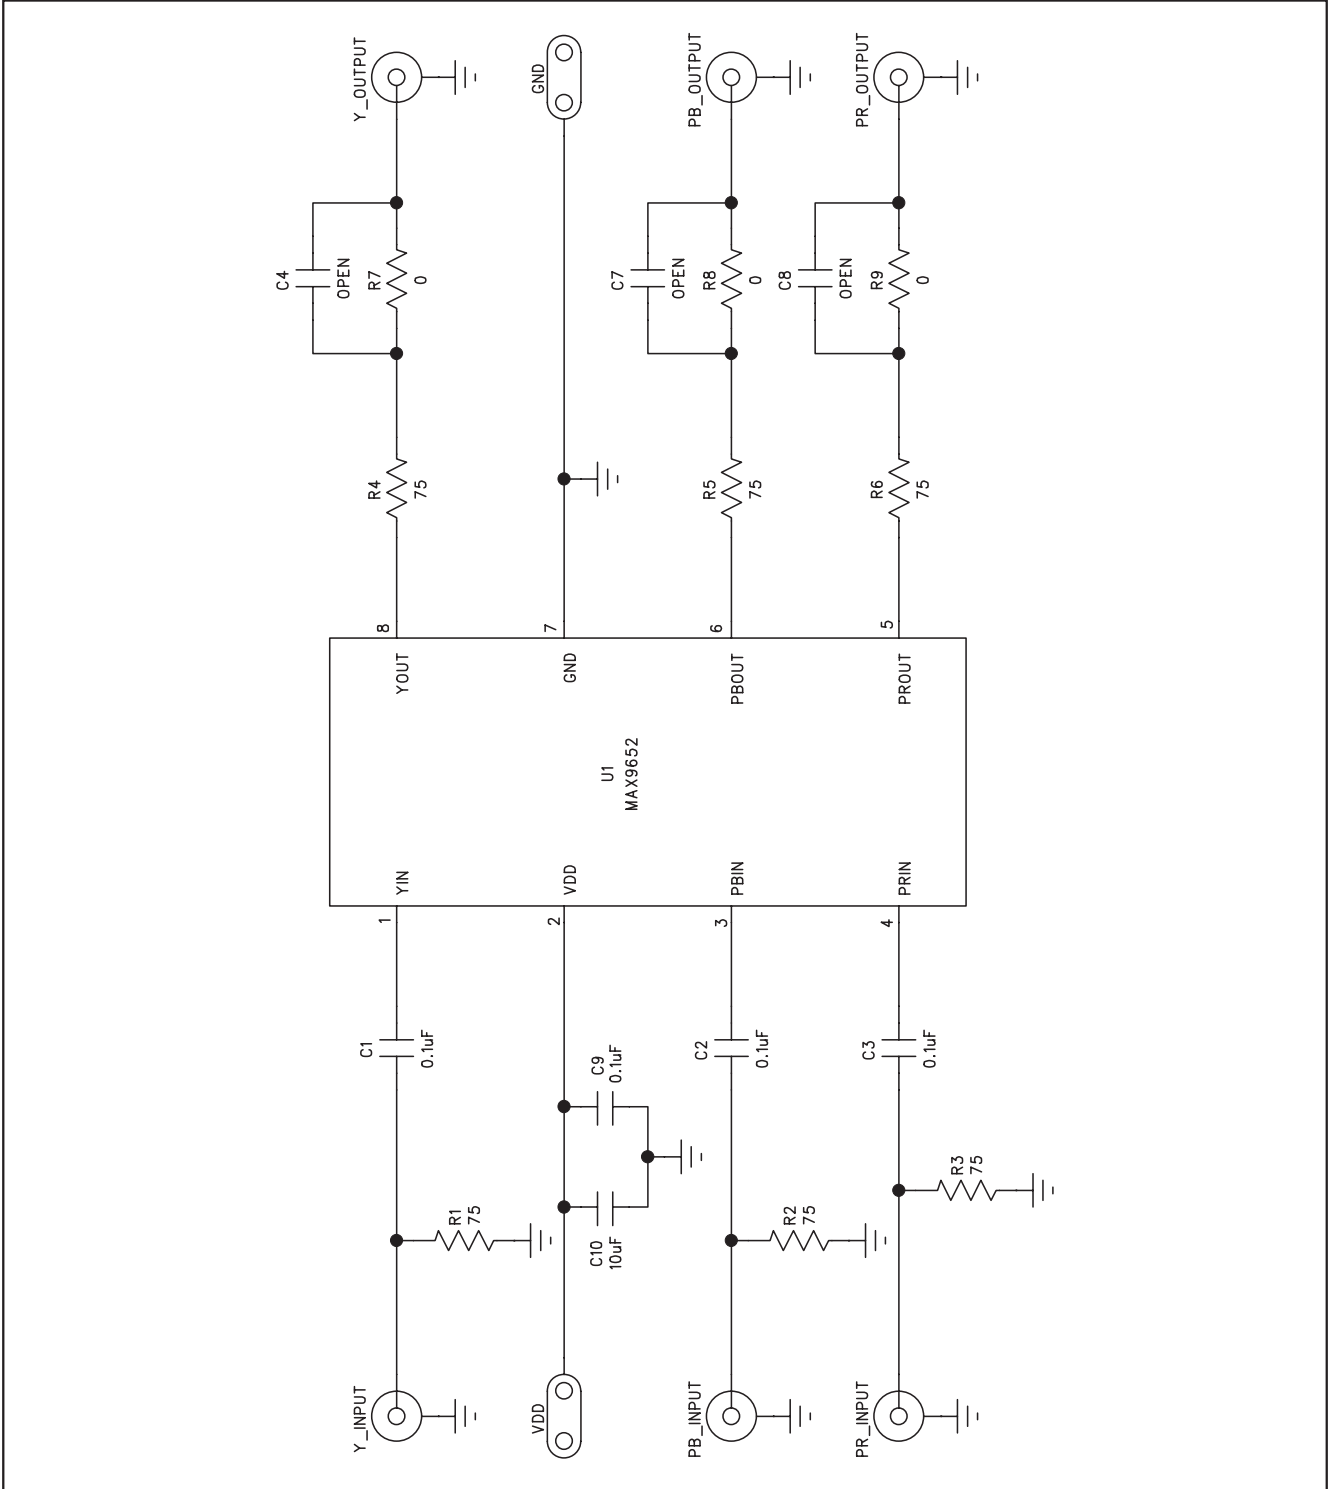 Y_INPUT
R1
75
C1
0.1uF
1
YIN
YOUT
8
R4
75
C4
OPEN
R7
0
Y_OUTPUT
VDD
C10
10uF
C9
0.1uF
2
VDD
U1
MAX9652
GND
7
GND
PB_INPUT
R2
75
C2
0.1uF
3
PBIN
PBOUT
6
R5
75
C7
OPEN
R8
0
PB_OUTPUT
PR_INPUT
R3
75
C3
0.1uF
4
PRIN
PROUT
5
R6
75
C8
OPEN
R9
0
PR_OUTPUT